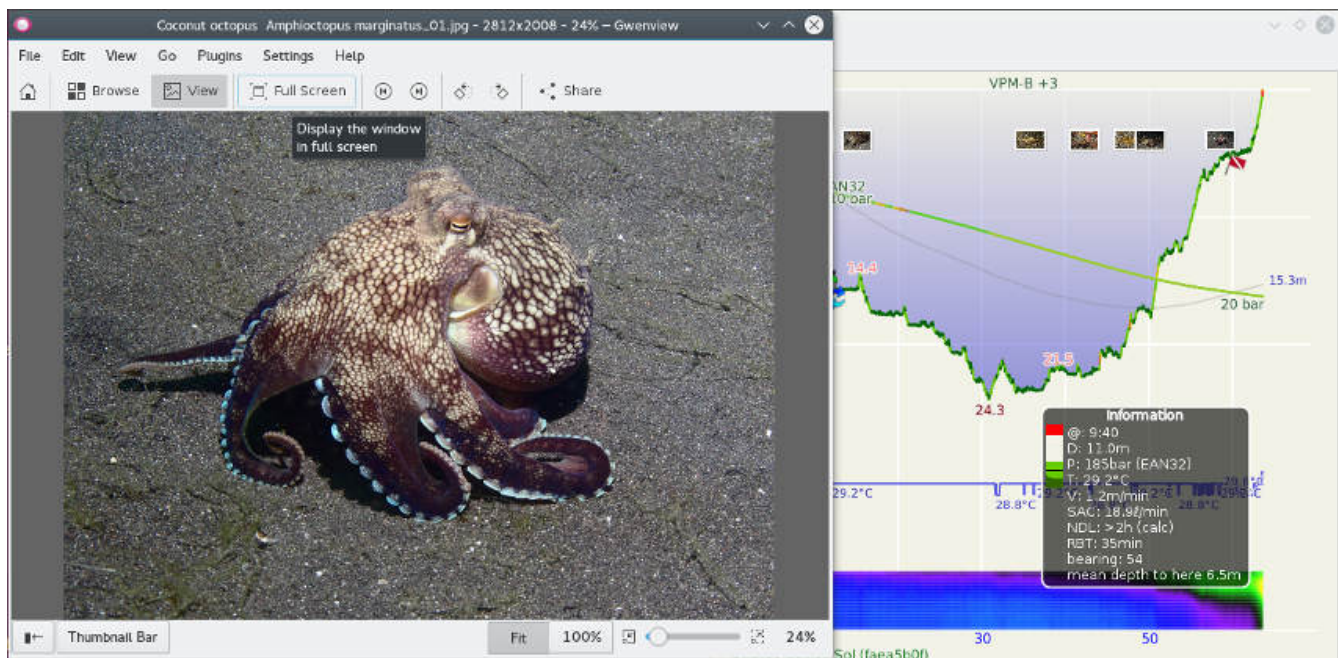 Coconut octopus Amphioctopus marginatus_01.jpg - 2812x2008 - 24% – Gwenview
File Edit View Go Plugins Settings Help
Browse View Full Screen Share
Display the window
in full screen
Thumbnail Bar Fit 100% 24%
VPM-B +3
EAN32
14.4
15.3m
20 bar
21.5
24.3
Information
@: 9:40
D: 11.0m
P: 185bar (EAN32)
T: 29.2°C
V: 1.2m/min
SAC: 18.9ℓ/min
NDL: >2h (calc)
RBT: 35min
bearing: 54
mean depth to here 6.5m
29.2°C
28.8°C
30 50
Sol (faea5b0f)